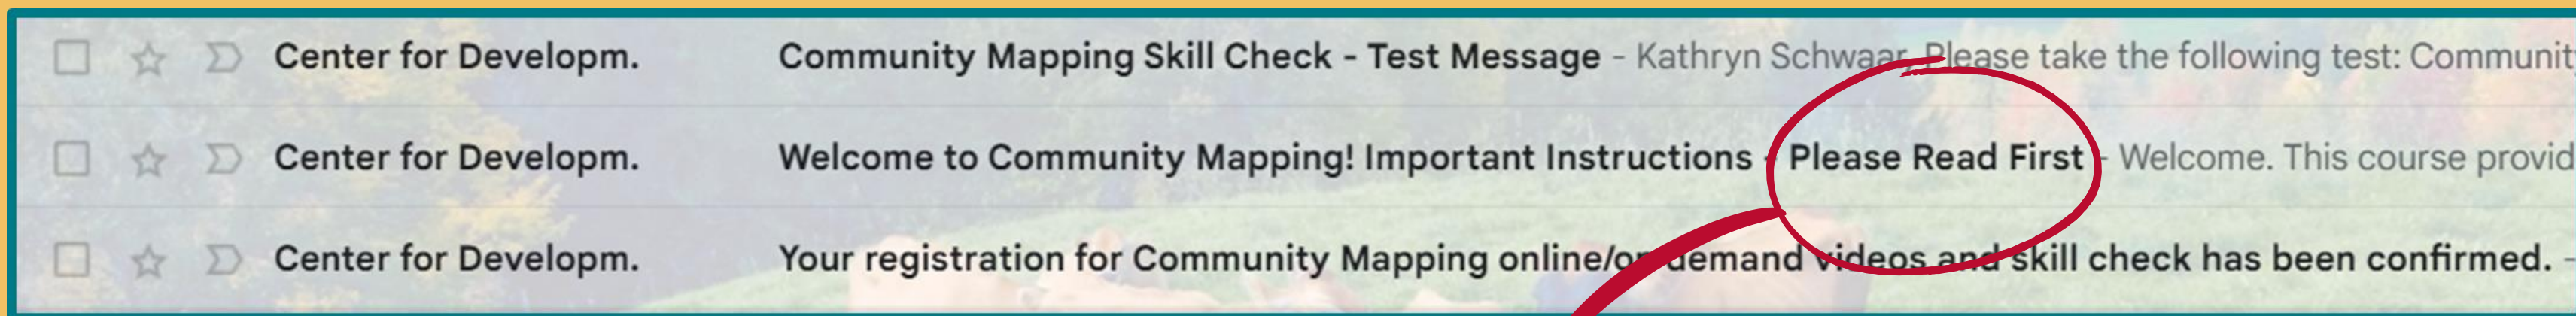 Center for Developm. Community Mapping Skill Check - Test Message - Kathryn Schwaar, Please take the following test: Communit
Center for Developm. Welcome to Community Mapping! Important Instructions - Please Read First - Welcome. This course provid
Center for Developm. Your registration for Community Mapping online/on demand videos and skill check has been confirmed. -